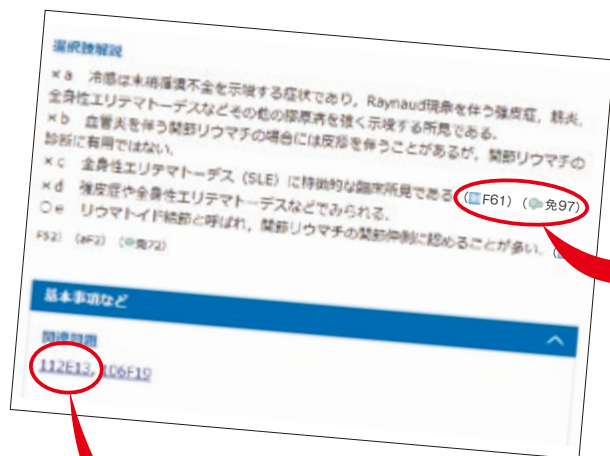 選択肢解説
×a 冷感は末梢循環不全を示唆する症状であり，Raynaud現象を伴う強皮症，筋炎，
全身性エリテマトーデスなどその他の膠原病を強く示唆する所見である．
×b 血管炎を伴う関節リウマチの場合には皮疹を伴うことがあるが，関節リウマチの
診断に有用ではない．
×c 全身性エリテマトーデス（SLE）に特徴的な臨床所見である．（F61）（免97）
×d 強皮症や全身性エリテマトーデスなどでみられる．
○e リウマトイド結節と呼ばれ，関節リウマチの関節伸側に認めることが多い．（
F52）（aF2）（免72）
基本事項など
関連問題
112E13, 106F19